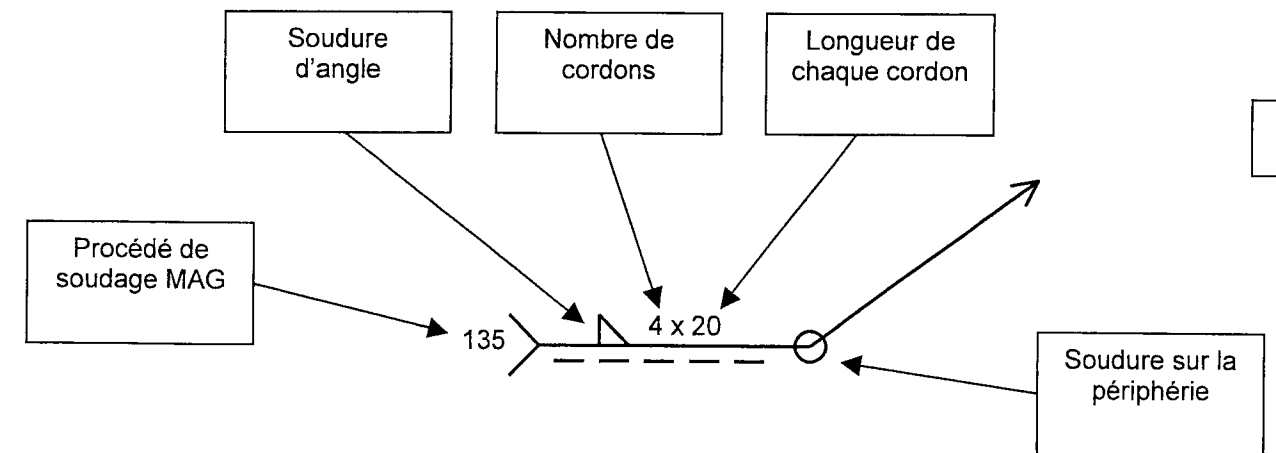 Soudure
d'angle
Nombre de
cordons
Longueur de
chaque cordon
Procédé de
soudage MAG
135
4 x 20
Soudure sur la
périphérie